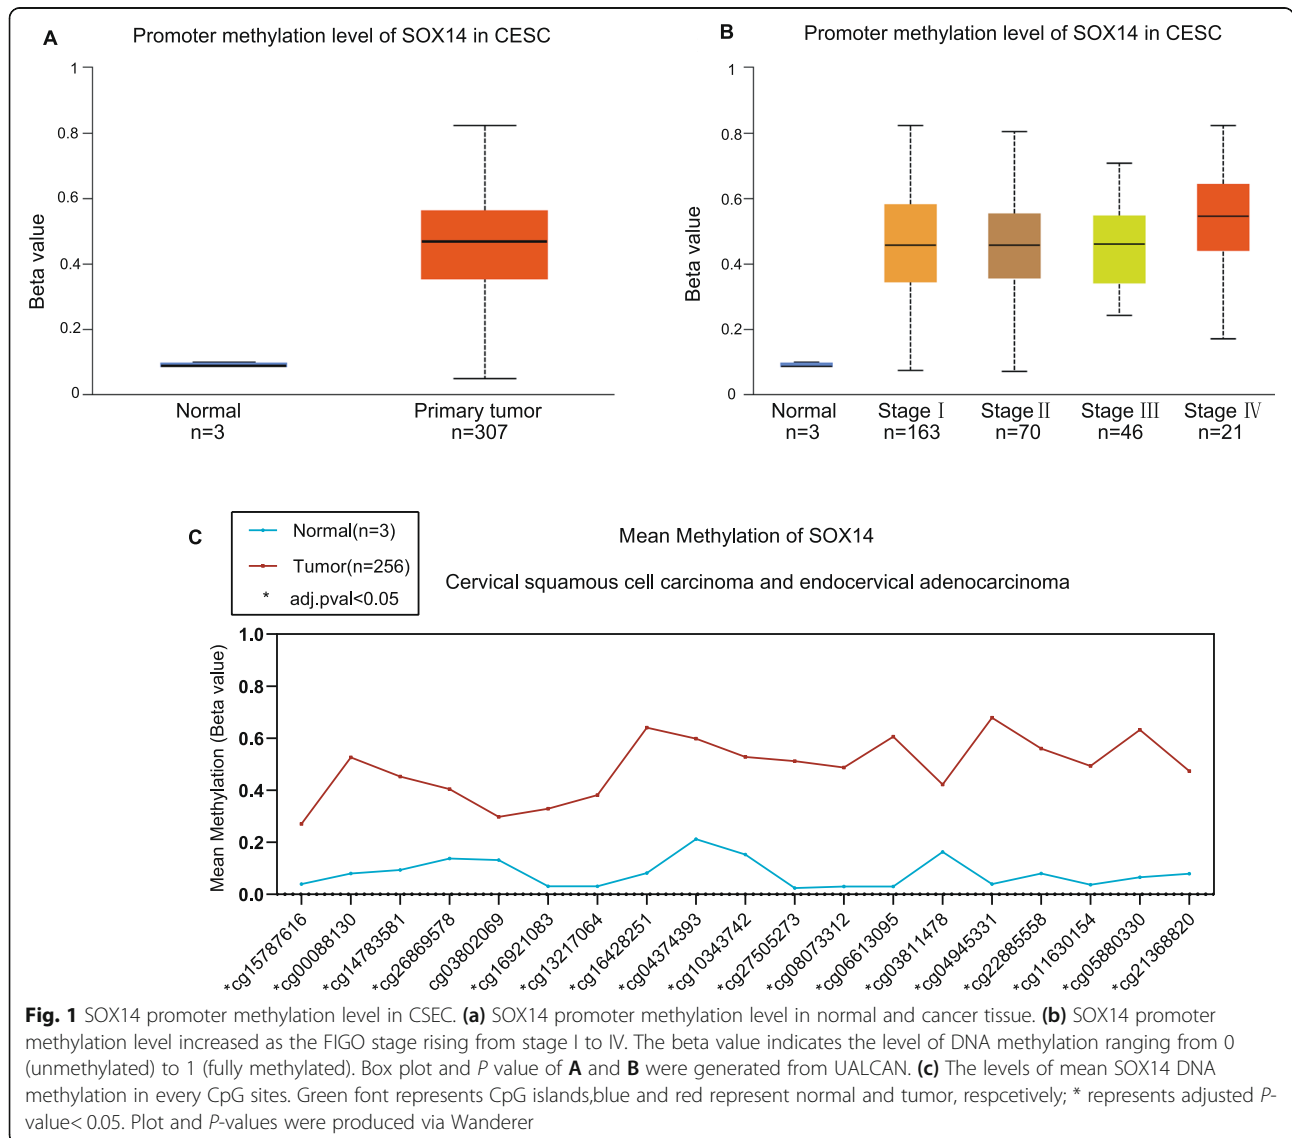 A
Promoter methylation level of SOX14 in CESC
Beta value
1
0.8
0.6
0.4
0.2
0
Normal
n=3
Primary tumor
n=307
B
Promoter methylation level of SOX14 in CESC
Beta value
1
0.8
0.6
0.4
0.2
0
Normal
n=3
Stage Ⅰ
n=163
Stage Ⅱ
n=70
Stage Ⅲ
n=46
Stage Ⅳ
n=21
C
Normal(n=3)
Tumor(n=256)
* adj.pval<0.05
Mean Methylation of SOX14
Cervical squamous cell carcinoma and endocervical adenocarcinoma
Mean Methylation (Beta value)
1.0
0.8
0.6
0.4
0.2
0.0
*cg15787616
*cg00088130
*cg14783581
*cg26869578
cg03802069
*cg16921083
*cg13217064
*cg16428251
*cg04374393
*cg10343742
*cg27505273
*cg08073312
*cg06613095
*cg03811478
*cg04945331
*cg22885558
*cg11630154
*cg05880330
*cg21368820
Fig. 1 SOX14 promoter methylation level in CSEC. (a) SOX14 promoter methylation level in normal and cancer tissue. (b) SOX14 promoter
methylation level increased as the FIGO stage rising from stage I to IV. The beta value indicates the level of DNA methylation ranging from 0
(unmethylated) to 1 (fully methylated). Box plot and P value of A and B were generated from UALCAN. (c) The levels of mean SOX14 DNA
methylation in every CpG sites. Green font represents CpG islands,blue and red represent normal and tumor, respcetively; * represents adjusted P-
value< 0.05. Plot and P-values were produced via Wanderer